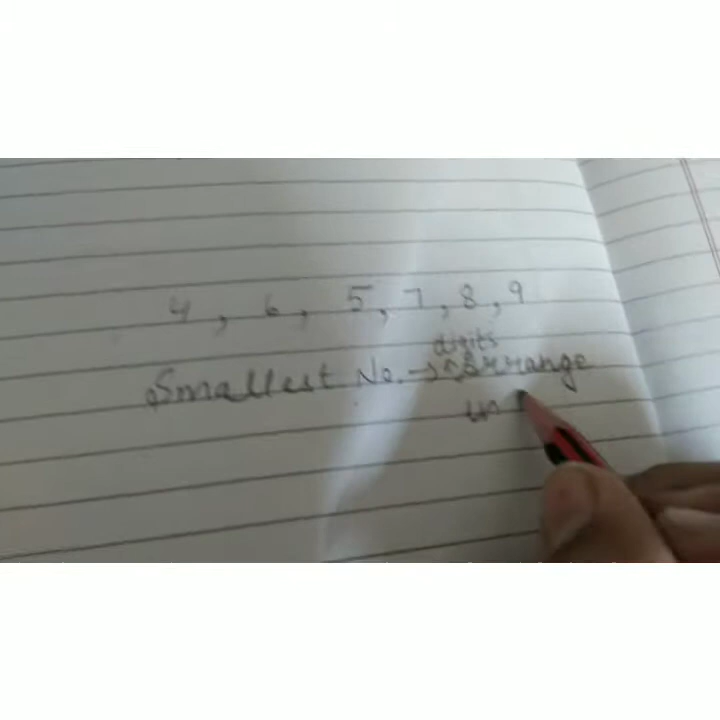 4, 6, 5, 7, 8, 9
digits
Smallest No. → ^ Arrange
in